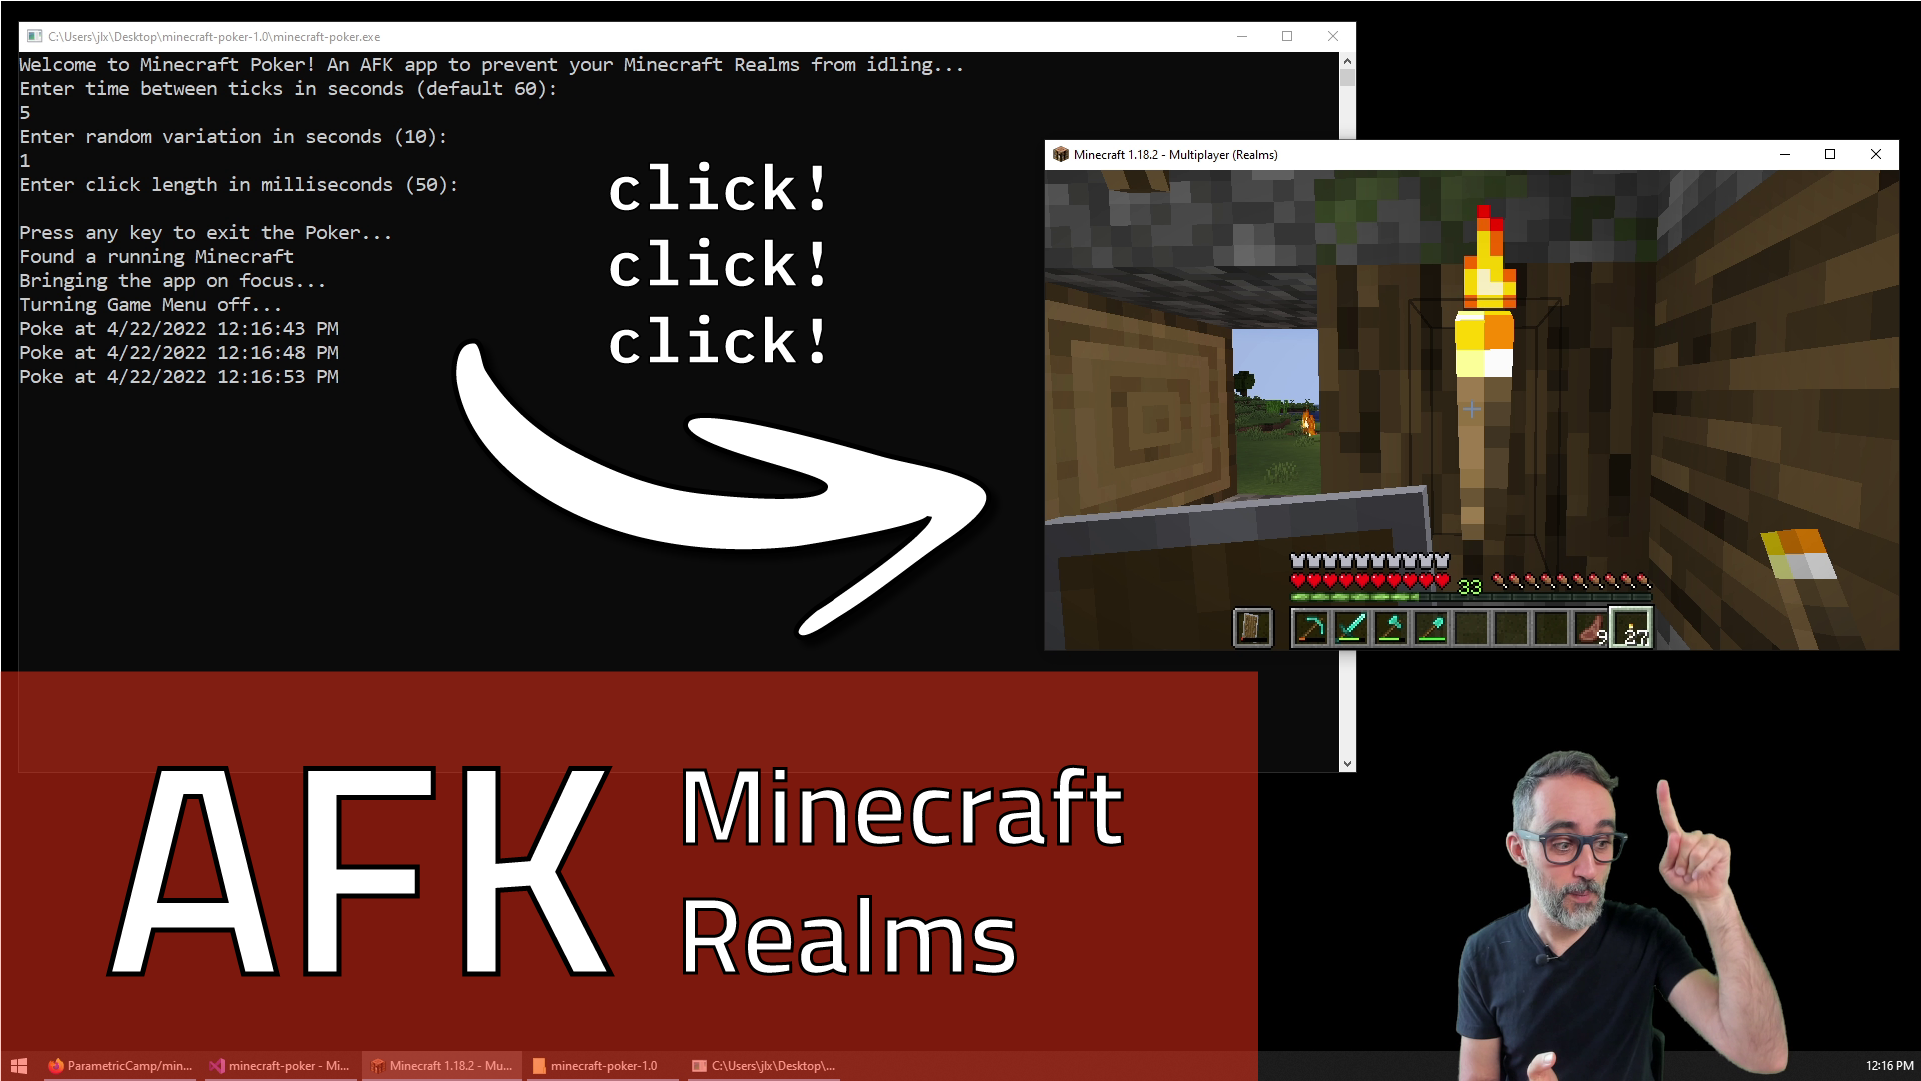 C:\Users\jlx\Desktop\minecraft-poker-1.0\minecraft-poker.exe
Welcome to Minecraft Poker! An AFK app to prevent your Minecraft Realms from idling...
Enter time between ticks in seconds (default 60):
5
Enter random variation in seconds (10):
1
Enter click length in milliseconds (50):
Press any key to exit the Poker...
Found a running Minecraft
Bringing the app on focus...
Turning Game Menu off...
Poke at 4/22/2022 12:16:43 PM
Poke at 4/22/2022 12:16:48 PM
Poke at 4/22/2022 12:16:53 PM
click!
click!
click!
Minecraft 1.18.2 - Multiplayer (Realms)
33
9
27
AFK
Minecraft
Realms
ParametricCamp/min...
minecraft-poker - Mi...
Minecraft 1.18.2 - Mu...
minecraft-poker-1.0
C:\Users\jlx\Desktop\...
12:16 PM